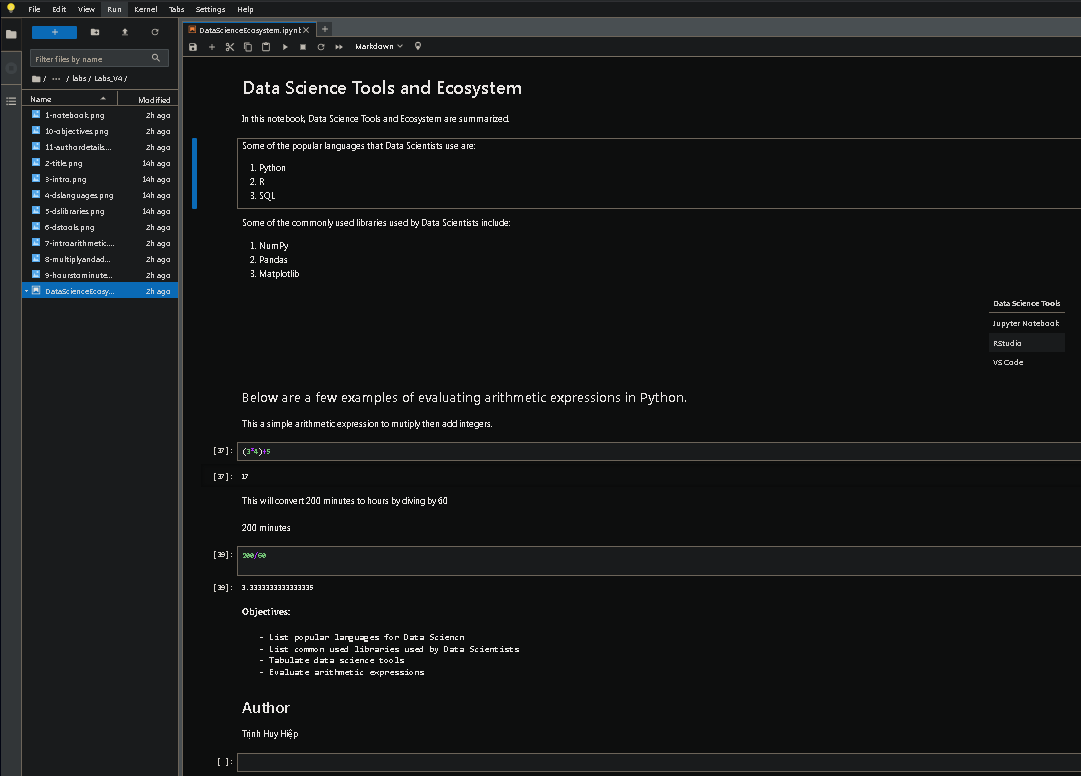 File Edit View Run Kernel Tabs Settings Help
DataScienceEcosystem.ipynt
Markdown
Filter files by name
/ ··· / labs / Labs_V4 /
Name Modified
1-notebook.png 2h ago
10-objectives.png 2h ago
11-authordetails.... 2h ago
2-title.png 14h ago
3-intro.png 14h ago
4-dslanguages.png 14h ago
5-dslibraries.png 14h ago
6-dstools.png 2h ago
7-introarithmetic.... 2h ago
8-multiplyandad... 2h ago
9-hourstominute... 2h ago
DataScienceEcosy... 2h ago
Data Science Tools and Ecosystem
In this notebook, Data Science Tools and Ecosystem are summarized.
Some of the popular languages that Data Scientists use are:
1. Python
2. R
3. SQL
Some of the commonly used libraries used by Data Scientists include:
1. NumPy
2. Pandas
3. Matplotlib
Data Science Tools
Jupyter Notebook
RStudio
VS Code
Below are a few examples of evaluating arithmetic expressions in Python.
This a simple arithmetic expression to mutiply then add integers.
[37]: (3*4)+5
[37]: 17
This will convert 200 minutes to hours by diving by 60
200 minutes
[39]: 200/60
[39]: 3.3333333333333335
Objectives:
- List popular languages for Data Sciencn
- List common used libraries used by Data Scientists
- Tabulate data science tools
- Evaluate arithmetic expressions
Author
Trịnh Huy Hiệp
[ ]: